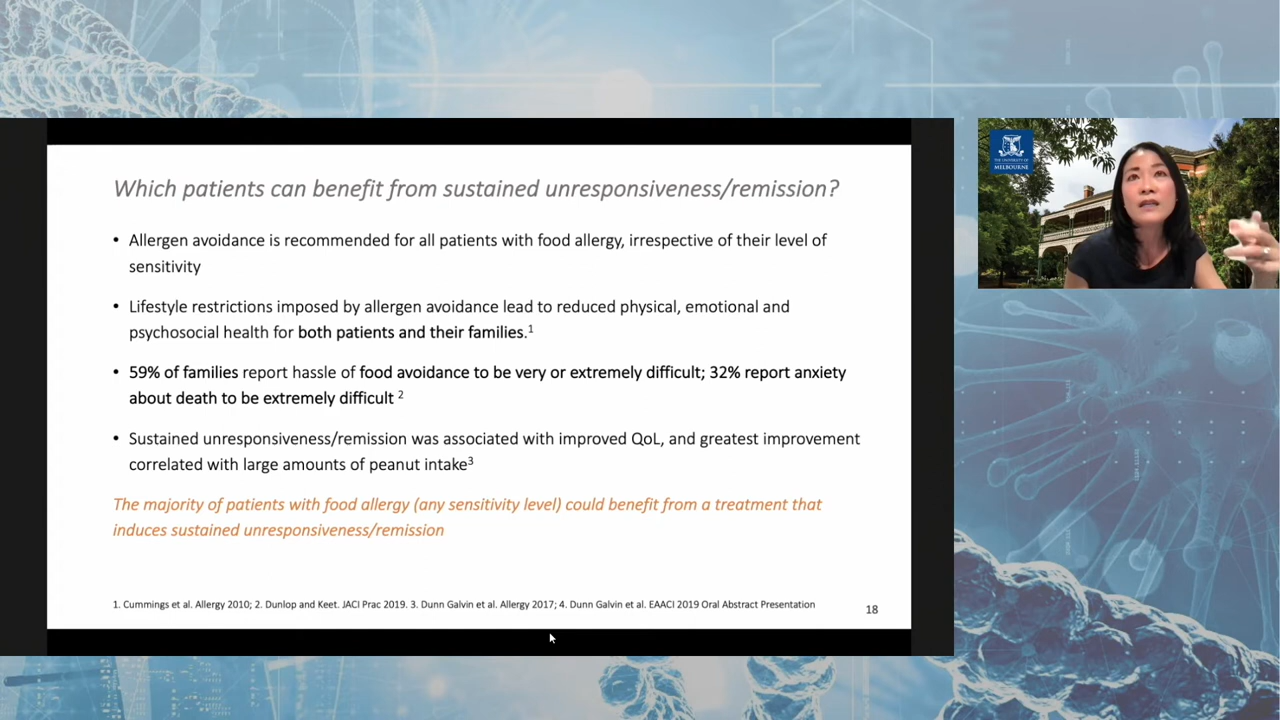 Which patients can benefit from sustained unresponsiveness/remission?
• Allergen avoidance is recommended for all patients with food allergy, irrespective of their level of
sensitivity
• Lifestyle restrictions imposed by allergen avoidance lead to reduced physical, emotional and
psychosocial health for both patients and their families.¹
• 59% of families report hassle of food avoidance to be very or extremely difficult; 32% report anxiety
about death to be extremely difficult ²
• Sustained unresponsiveness/remission was associated with improved QoL, and greatest improvement
correlated with large amounts of peanut intake³
The majority of patients with food allergy (any sensitivity level) could benefit from a treatment that
induces sustained unresponsiveness/remission
1. Cummings et al. Allergy 2010; 2. Dunlop and Keet. JACI Prac 2019. 3. Dunn Galvin et al. Allergy 2017; 4. Dunn Galvin et al. EAACI 2019 Oral Abstract Presentation
18
THE UNIVERSITY OF
MELBOURNE